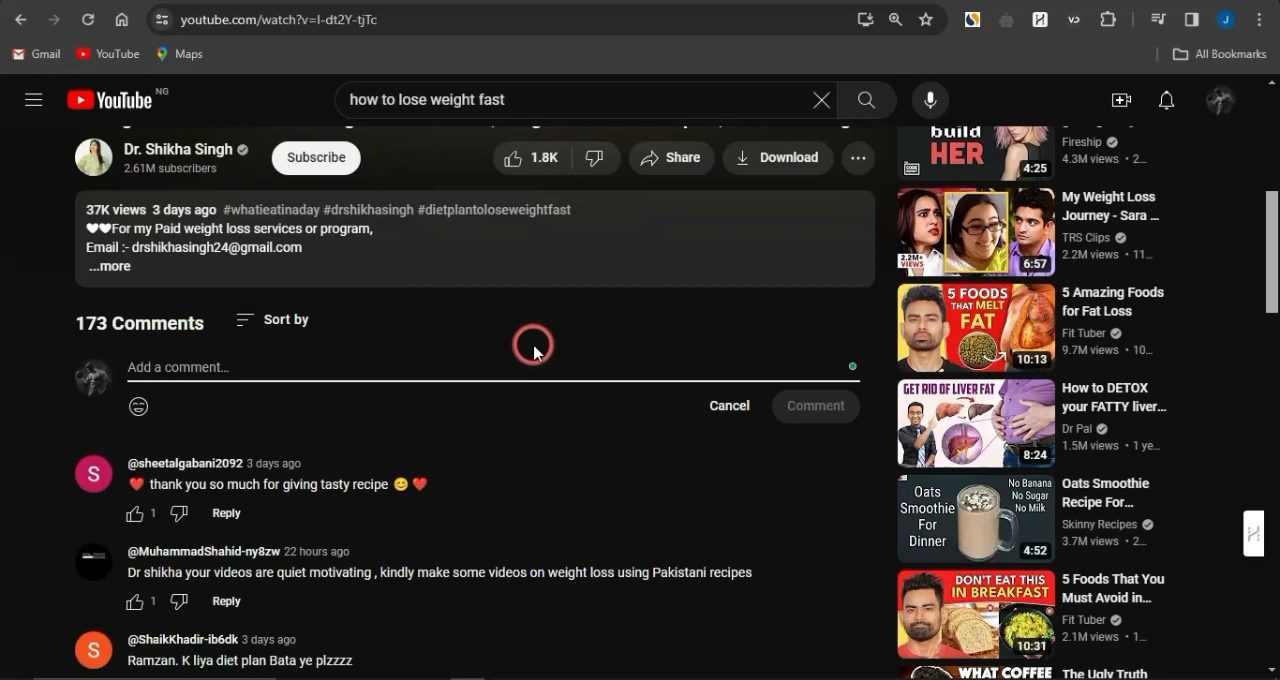 youtube.com/watch?v=I-dt2Y-tjTc
J
Gmail
YouTube
Maps
All Bookmarks
YouTube NG
how to lose weight fast
Dr. Shikha Singh
2.61M subscribers
Subscribe
1.8K
Share
Download
37K views 3 days ago #whatieatinaday #drshikhasingh #dietplantoloseweightfast
❤❤For my Paid weight loss services or program,
Email :- drshikhasingh24@gmail.com
...more
173 Comments
Sort by
Add a comment...
Cancel
Comment
S
@sheetalgabani2092 3 days ago
❤️ thank you so much for giving tasty recipe 😊❤️
1
Reply
@MuhammadShahid-ny8zw 22 hours ago
Dr shikha your videos are quiet motivating , kindly make some videos on weight loss using Pakistani recipes
1
Reply
S
@ShaikKhadir-ib6dk 3 days ago
Ramzan. K liya diet plan Bata ye plzzzz
build
HER
4:25
Fireship
4.3M views • 2...
2.2M+
VIEWS
6:57
My Weight Loss
Journey - Sara ...
TRS Clips
2.2M views • 11...
5 FOODS
THAT MELT
FAT
10:13
5 Amazing Foods
for Fat Loss
Fit Tuber
9.7M views • 10...
GET RID OF LIVER FAT
8:24
How to DETOX
your FATTY liver...
Dr Pal
1.5M views • 1 ye...
Oats
Smoothie
For
Dinner
No Banana
No Sugar
No Milk
4:52
Oats Smoothie
Recipe For...
Skinny Recipes
3.7M views • 2...
DON'T EAT THIS
IN BREAKFAST
10:31
5 Foods That You
Must Avoid in...
Fit Tuber
2.1M views • 1...
WHAT COFFEE
The Ugly Truth